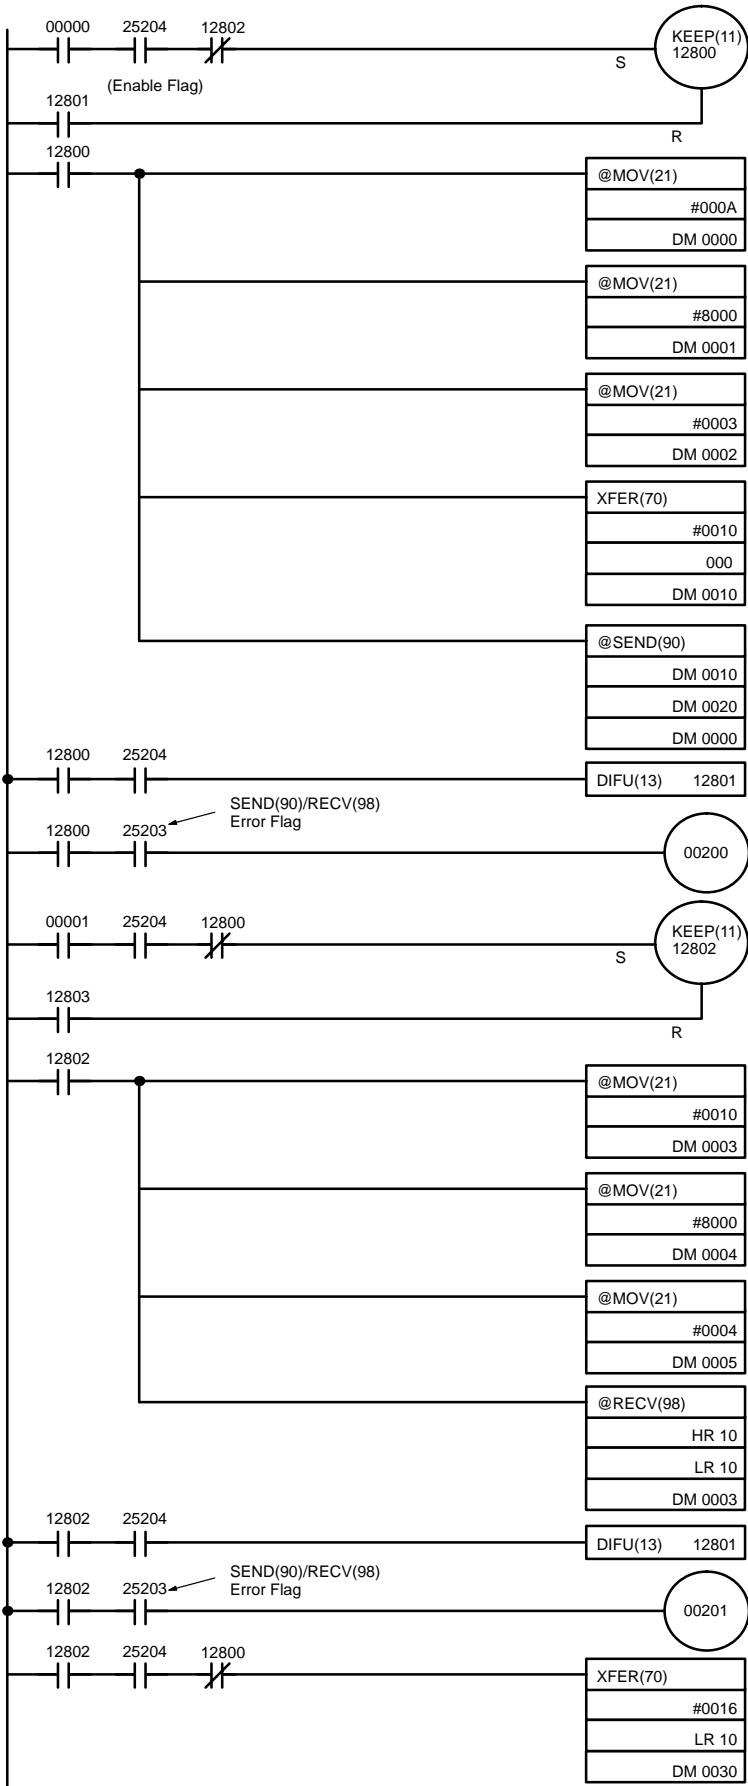 00000 25204 12802
KEEP(11)
12800
S
(Enable Flag)
12801
R
12800
@MOV(21)
#000A
DM 0000
@MOV(21)
#8000
DM 0001
@MOV(21)
#0003
DM 0002
XFER(70)
#0010
000
DM 0010
@SEND(90)
DM 0010
DM 0020
DM 0000
12800 25204
DIFU(13) 12801
SEND(90)/RECV(98)
Error Flag
12800 25203
00200
00001 25204 12800
KEEP(11)
12802
S
12803
R
12802
@MOV(21)
#0010
DM 0003
@MOV(21)
#8000
DM 0004
@MOV(21)
#0004
DM 0005
@RECV(98)
HR 10
LR 10
DM 0003
12802 25204
DIFU(13) 12801
SEND(90)/RECV(98)
Error Flag
12802 25203
00201
12802 25204 12800
XFER(70)
#0016
LR 10
DM 0030